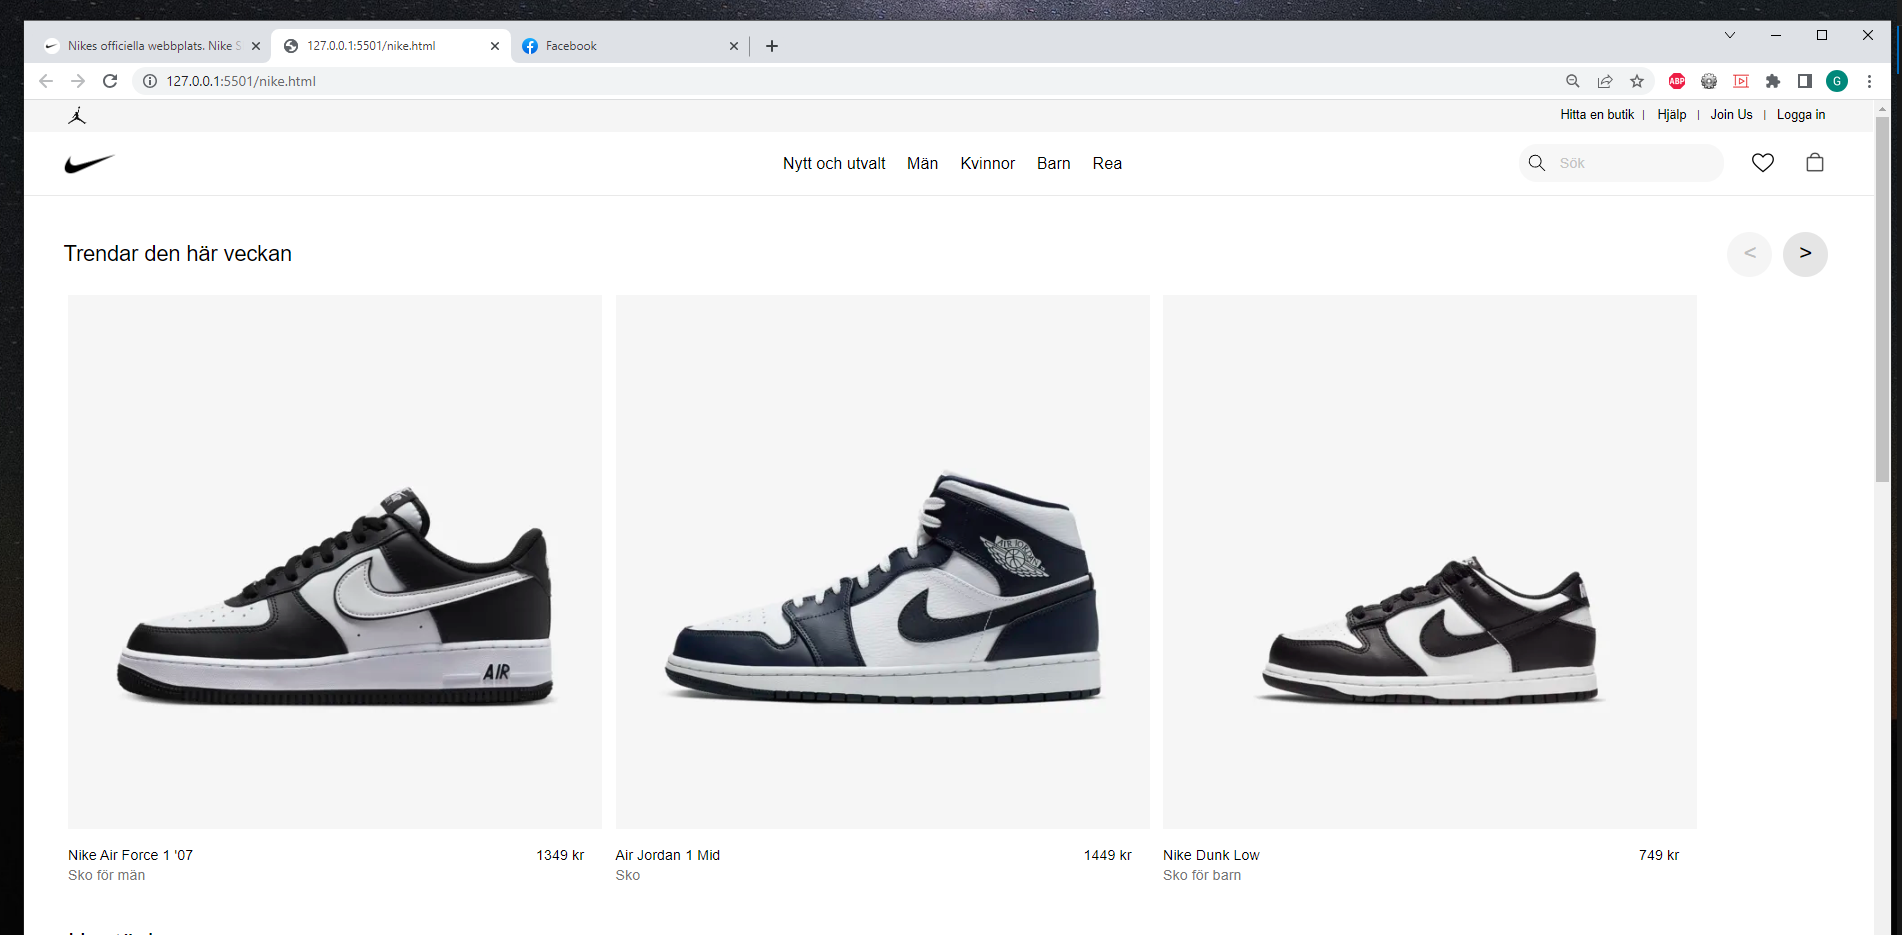 Nikes officiella webbplats. Nike S
127.0.0.1:5501/nike.html
Facebook
127.0.0.1:5501/nike.html
ABP
G
Hitta en butik | Hjälp | Join Us | Logga in
Nytt och utvalt Män Kvinnor Barn Rea
Sök
Trendar den här veckan
< >
AIR
AIR JORDAN
Nike Air Force 1 '07 1349 kr
Sko för män
Air Jordan 1 Mid 1449 kr
Sko
Nike Dunk Low 749 kr
Sko för barn